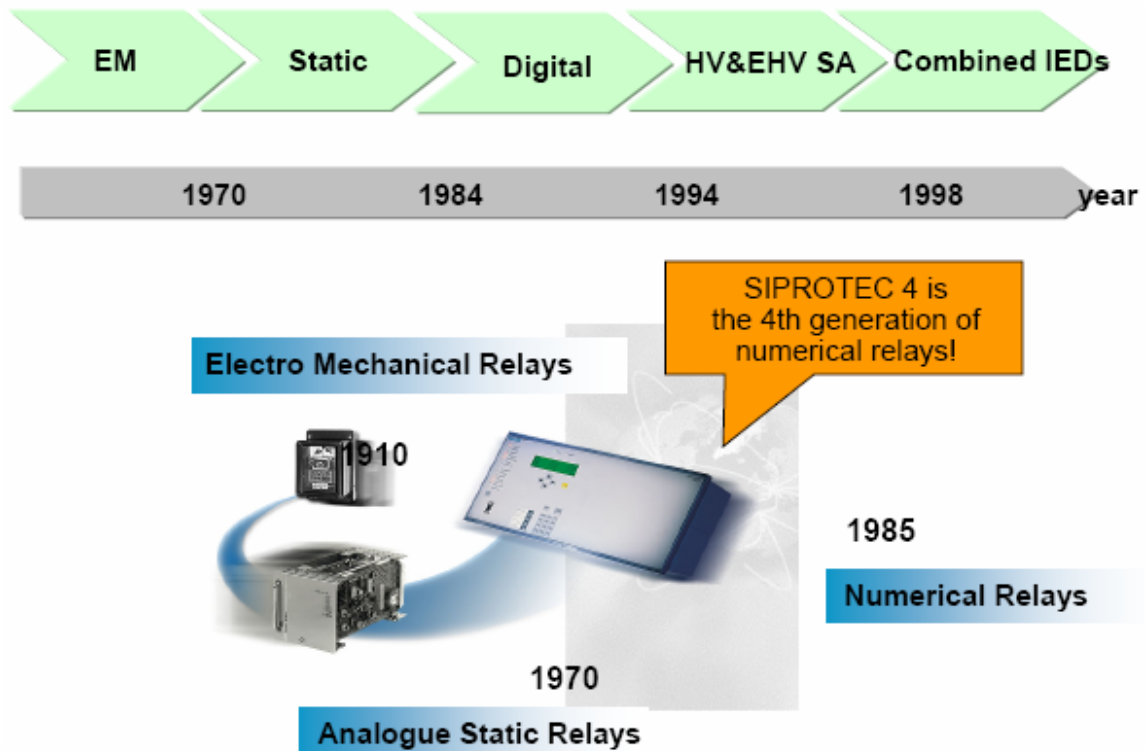 EM
Static
Digital
HV&EHV SA
Combined IEDs
1970
1984
1994
1998
year
SIPROTEC 4 is
the 4th generation of
numerical relays!
Electro Mechanical Relays
1910
1985
Numerical Relays
1970
Analogue Static Relays